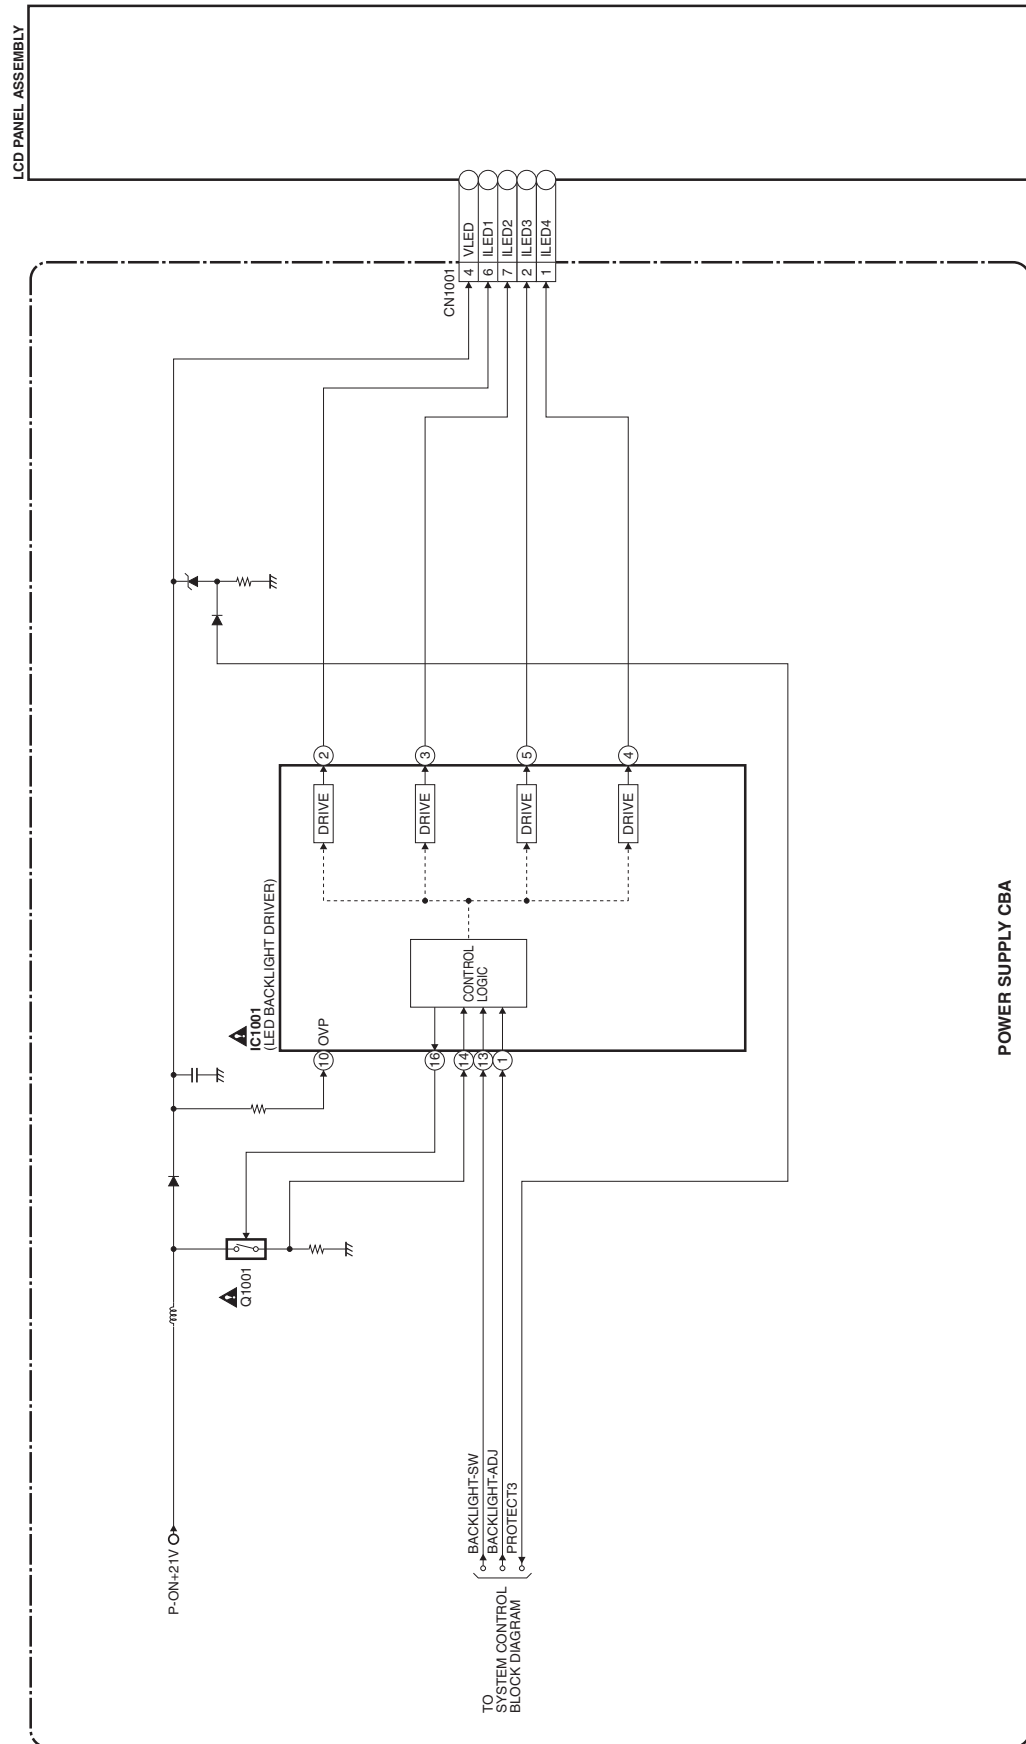 LCD PANEL ASSEMBLY
CN1001
4 VLED
6 ILED1
7 ILED2
2 ILED3
1 ILED4
2
3
5
4
DRIVE
DRIVE
DRIVE
DRIVE
CONTROL
LOGIC
IC1001
(LED BACKLIGHT DRIVER)
10 OVP
16
14
13
1
Q1001
P-ON+21V
BACKLIGHT-SW
BACKLIGHT-ADJ
PROTECT3
TO
SYSTEM CONTROL
BLOCK DIAGRAM
POWER SUPPLY CBA